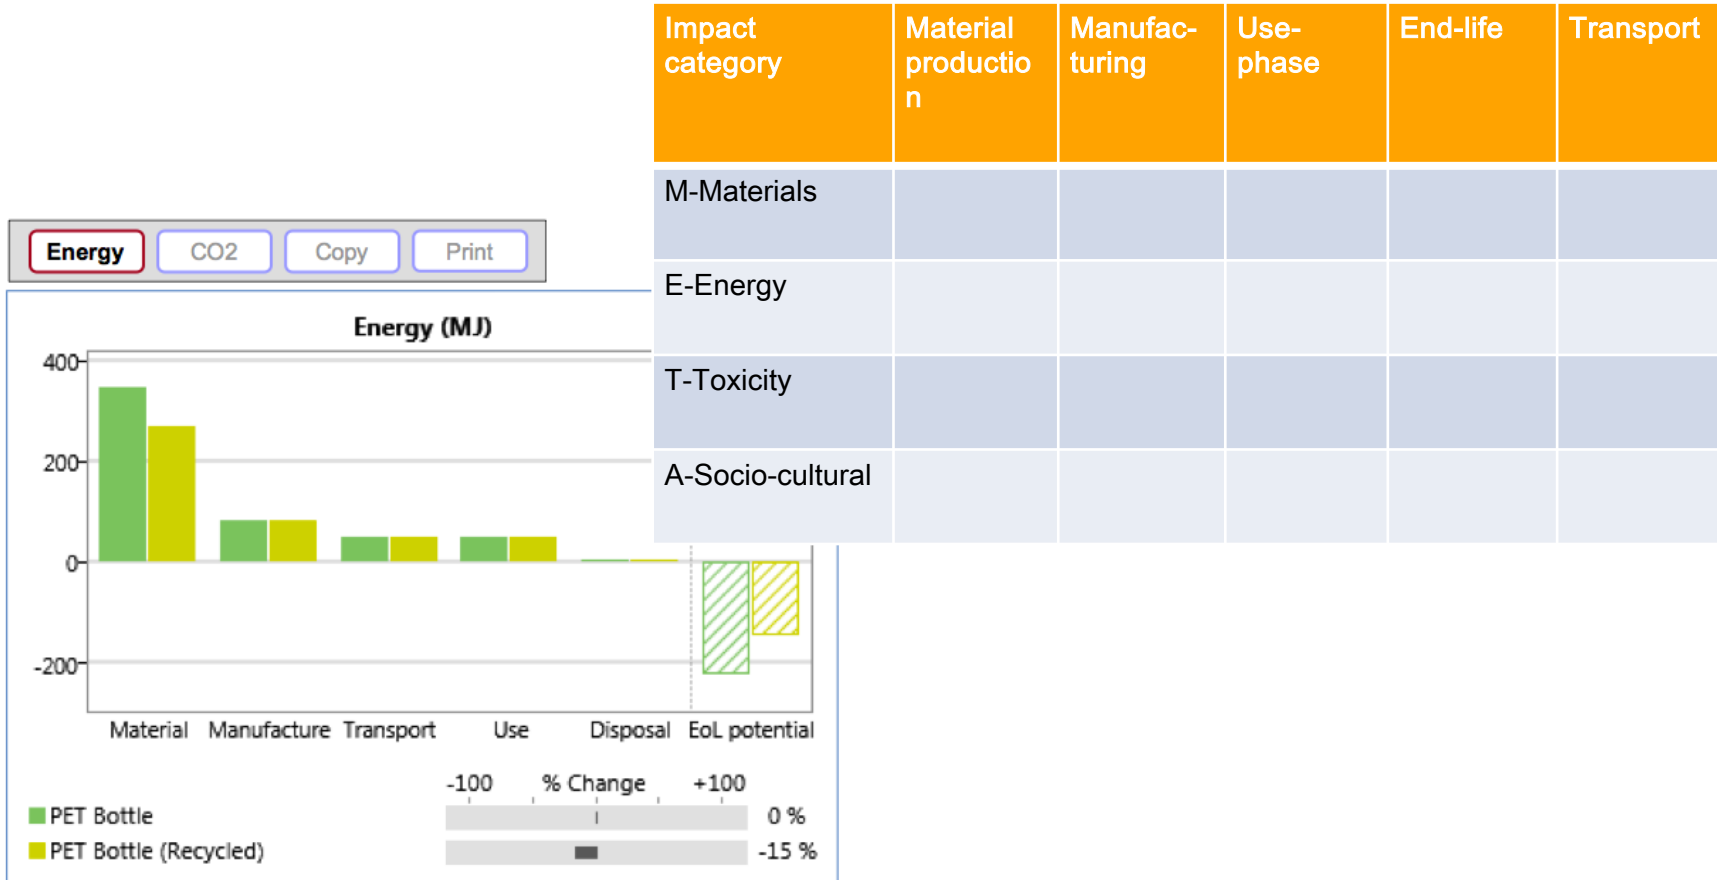 Impact category
Material productio n
Manufac- turing
Use- phase
End-life
Transport
M-Materials
E-Energy
T-Toxicity
A-Socio-cultural
Energy
CO2
Copy
Print
Energy (MJ)
400
200
0
-200
Material
Manufacture
Transport
Use
Disposal
EoL potential
-100
% Change
+100
PET Bottle
0 %
PET Bottle (Recycled)
-15 %